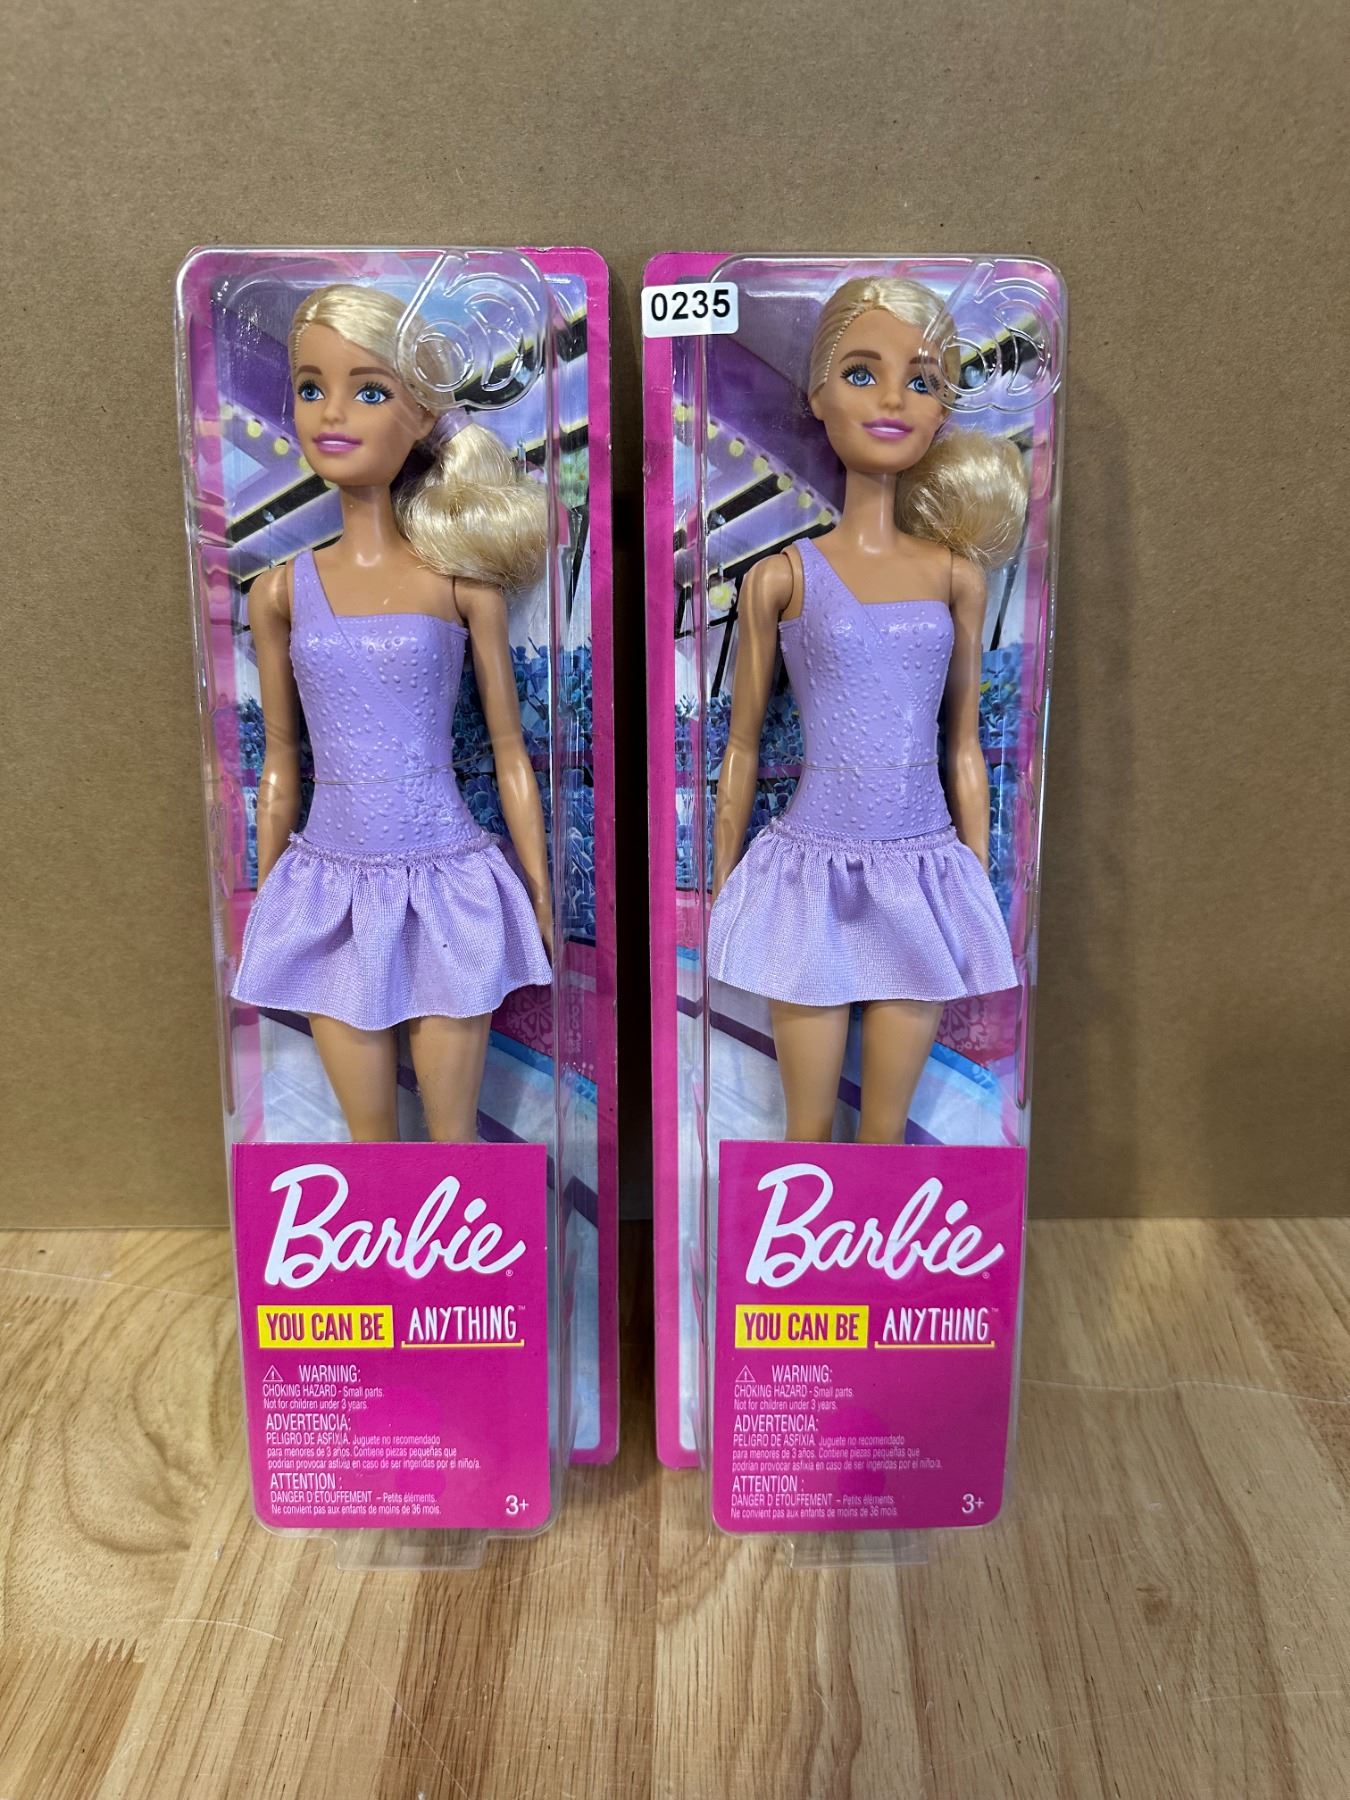 0235
Barbie®
YOU CAN BE ANYTHING™
⚠ WARNING:
CHOKING HAZARD - Small parts.
Not for children under 3 years.
ADVERTENCIA:
PELIGRO DE ASFIXIA. Juguete no recomendado
para menores de 3 años. Contiene piezas pequeñas que
podrían provocar asfixia en caso de ser ingeridas por el niño/a.
ATTENTION :
DANGER D'ÉTOUFFEMENT – Petits éléments.
Ne convient pas aux enfants de moins de 36 mois.
3+
Barbie®
YOU CAN BE ANYTHING™
⚠ WARNING:
CHOKING HAZARD - Small parts.
Not for children under 3 years.
ADVERTENCIA:
PELIGRO DE ASFIXIA. Juguete no recomendado
para menores de 3 años. Contiene piezas pequeñas que
podrían provocar asfixia en caso de ser ingeridas por el niño/a.
ATTENTION :
DANGER D'ÉTOUFFEMENT – Petits éléments.
Ne convient pas aux enfants de moins de 36 mois.
3+